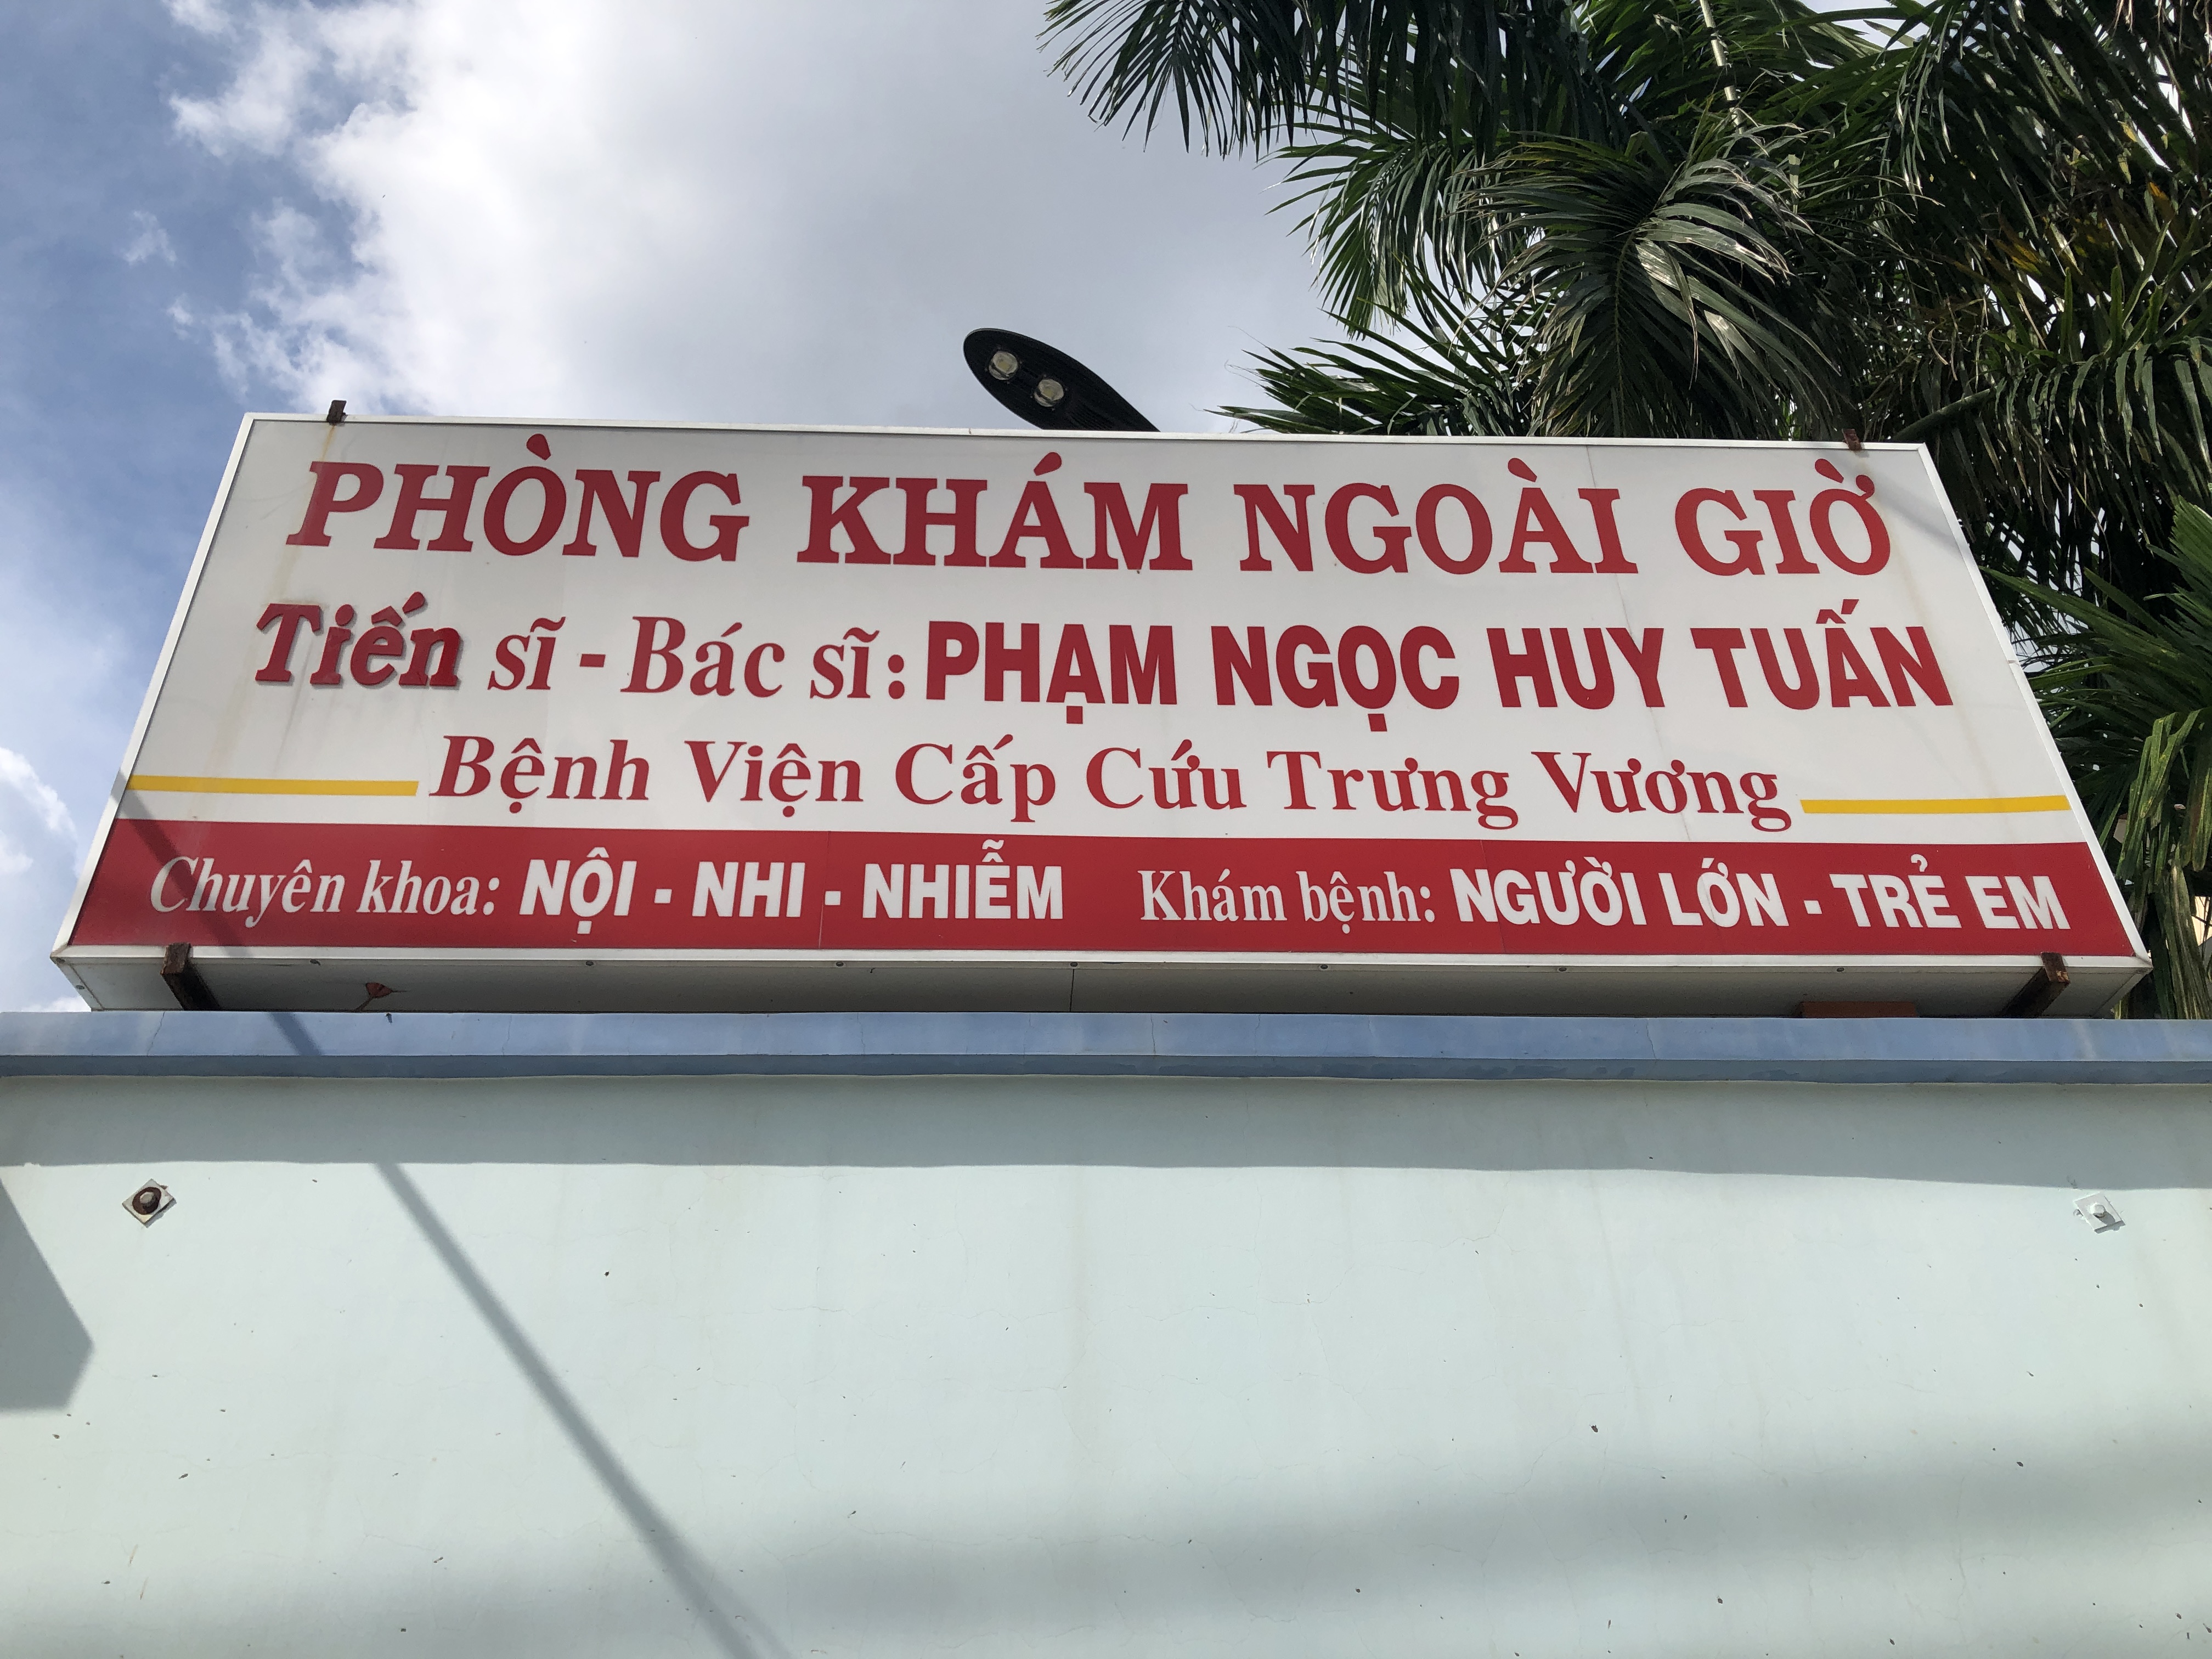 PHÒNG KHÁM NGOÀI GIỜ
Tiến sĩ - Bác sĩ: PHẠM NGỌC HUY TUẤN
Bệnh Viện Cấp Cứu Trưng Vương
Chuyên khoa: NỘI - NHI - NHIỄM Khám bệnh: NGƯỜI LỚN - TRẺ EM